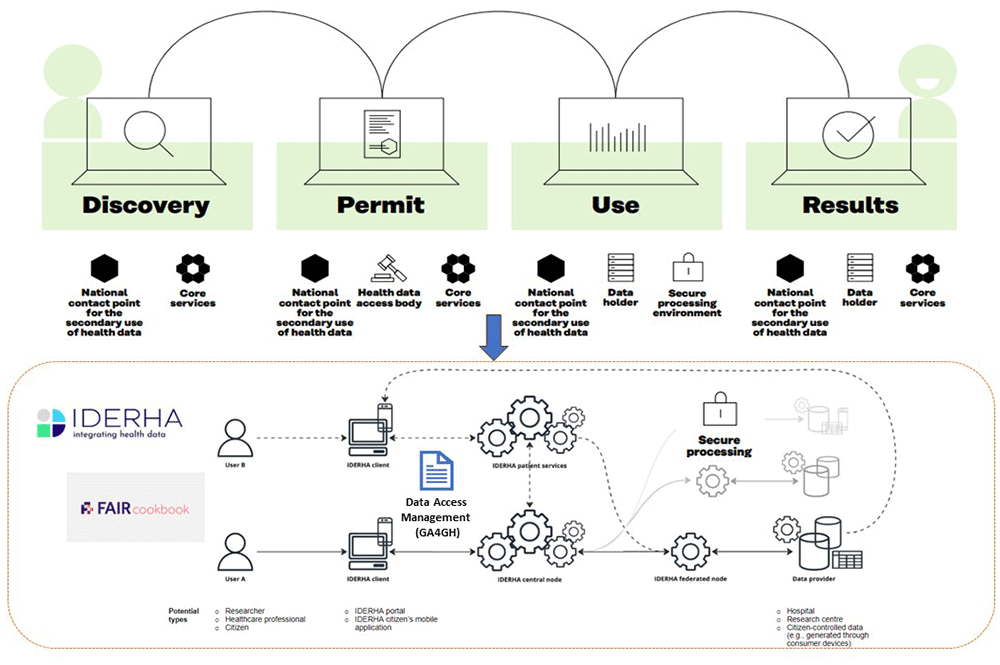 Discovery
Permit
Use
Results
National
contact point
for the
secondary use
of health data
Core
services
National
contact point
for the
secondary use
of health data
Health data
access body
Core
services
National
contact point
for the
secondary use
of health data
Data
holder
Secure
processing
environment
National
contact point
for the
secondary use
of health data
Data
holder
Core
services
IDERHA
integrating health data
FAIRcookbook
User B
IDERHA client
IDERHA patient services
Secure
processing
Data Access
Management
(GA4GH)
User A
IDERHA client
IDERHA central node
IDERHA federated node
Data provider
Potential
types
o Researcher
o Healthcare professional
o Citizen
o IDERHA portal
o IDERHA citizen's mobile
application
o Hospital
o Research centre
o Citizen-controlled data
(e.g., generated through
consumer devices)